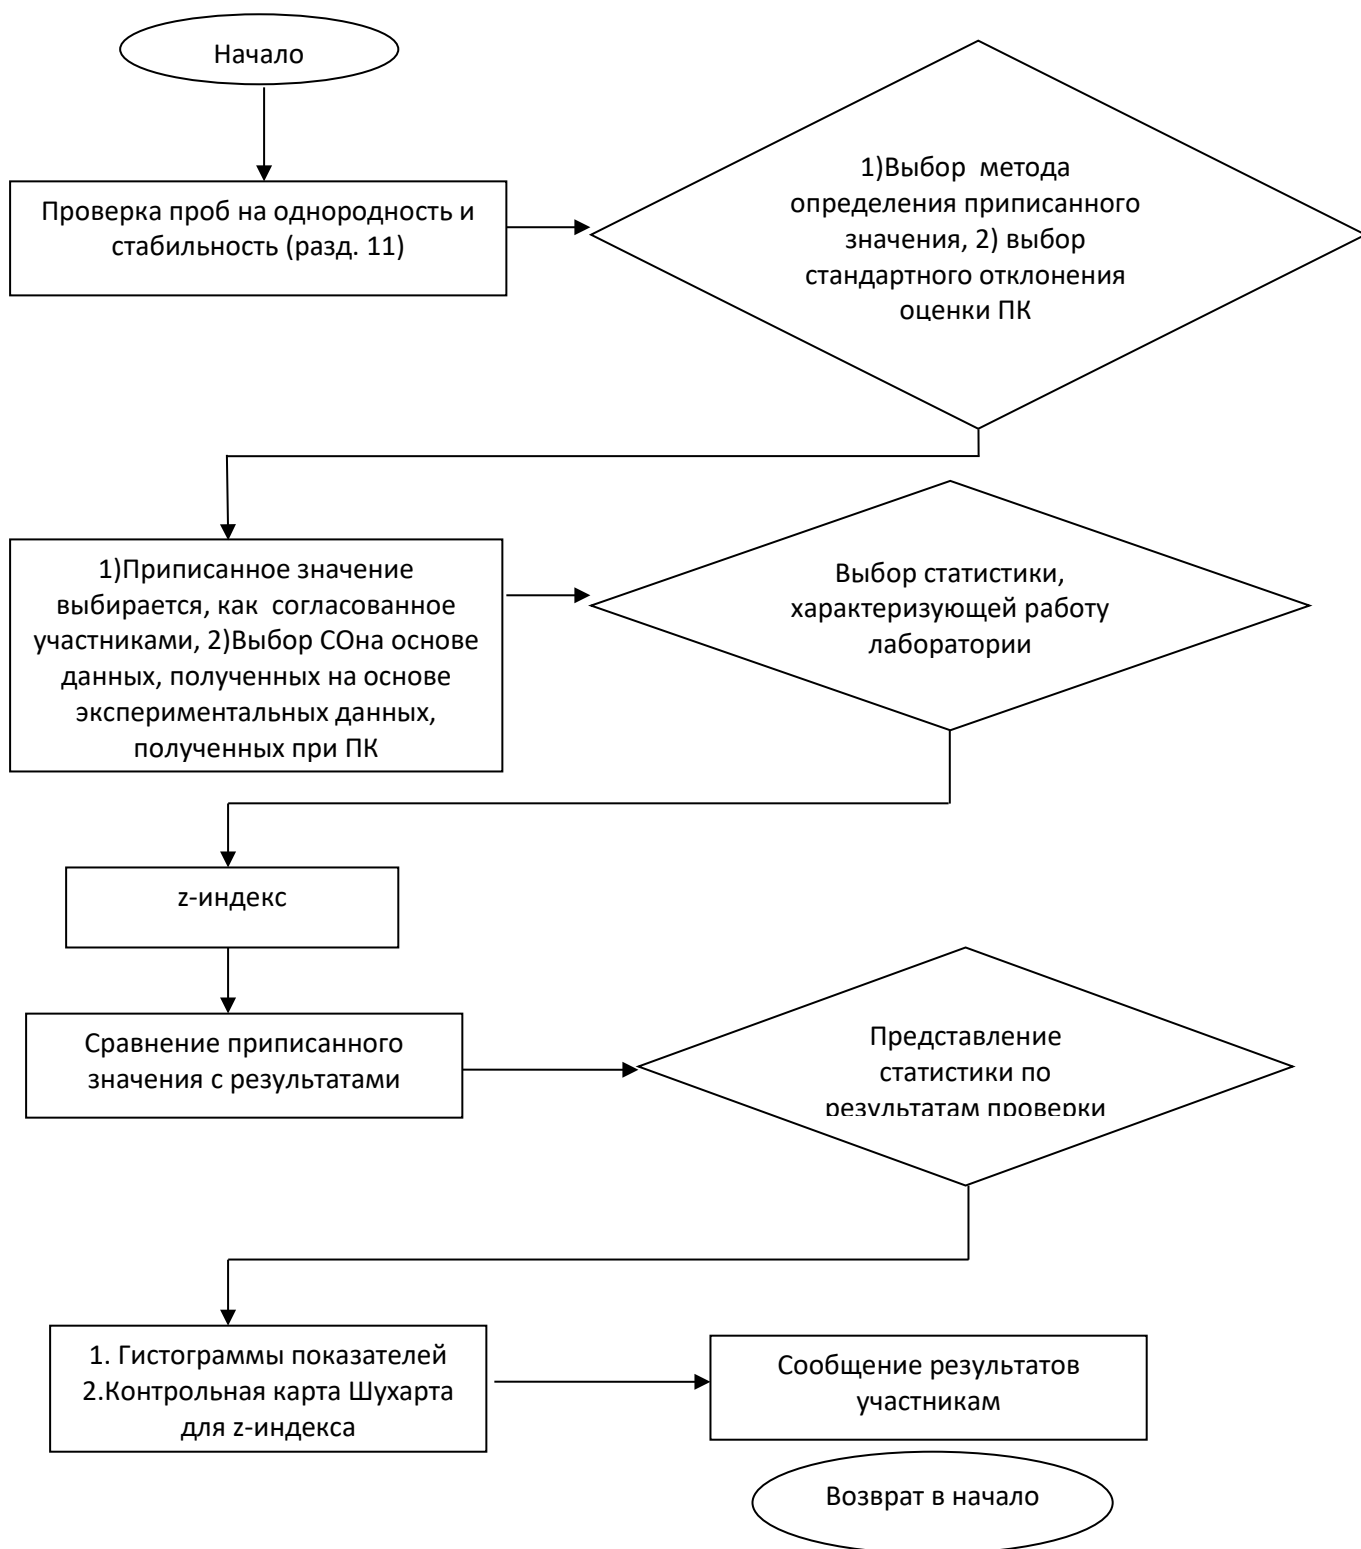 Начало
1)Выбор метода
определения приписанного
значения, 2) выбор
стандартного отклонения
оценки ПК
Проверка проб на однородность и
стабильность (разд. 11)
1)Приписанное значение
выбирается, как согласованное
участниками, 2)Выбор СОна основе
данных, полученных на основе
экспериментальных данных,
полученных при ПК
Выбор статистики,
характеризующей работу
лаборатории
z-индекс
Сравнение приписанного
значения с результатами
Представление
статистики по
результатам проверки
1. Гистограммы показателей
2.Контрольная карта Шухарта
для z-индекса
Сообщение результатов
участникам
Возврат в начало